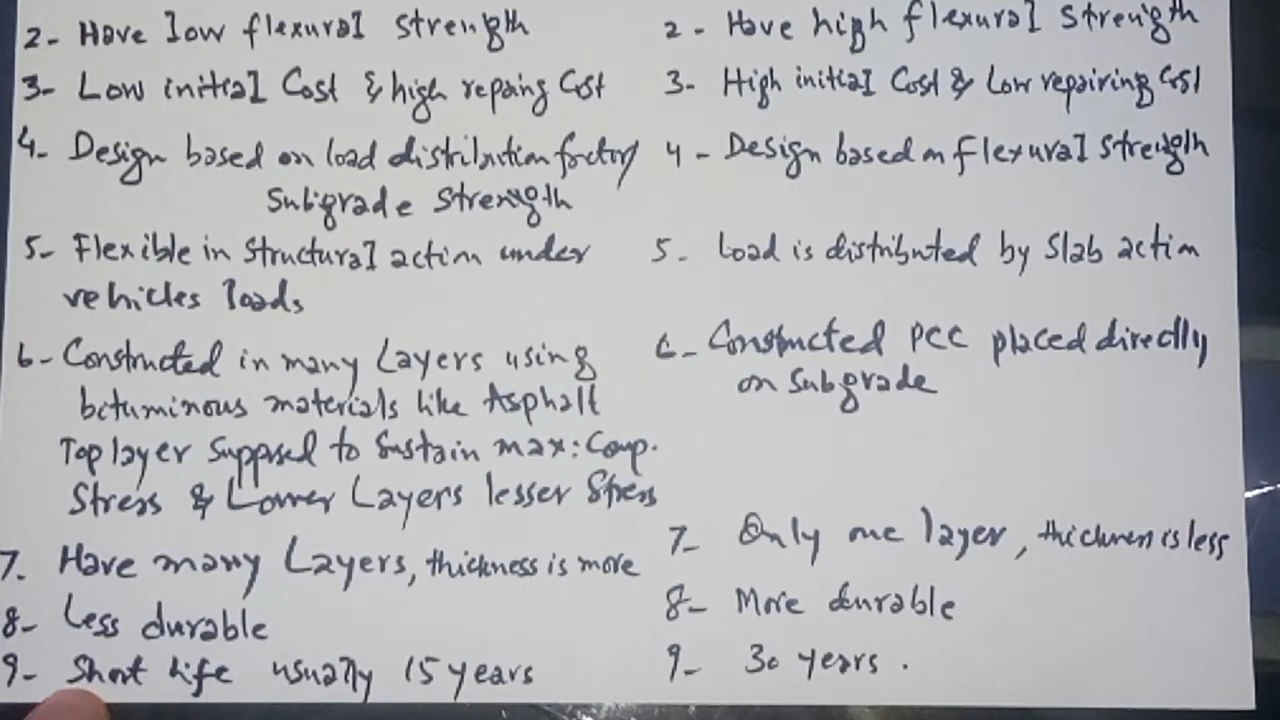 2- Have low flexural strength
3- Low initial Cost & high repairing Cost
4- Design based on load distribution factory
Subgrade Strength
5- Flexible in Structural action under
vehicles loads
6- Constructed in many Layers using
bituminous materials like Asphalt
Top layer supposed to Sustain max: Comp.
Stress & Lower Layers lesser Stress
7. Have many Layers, thickness is more
8- Less durable
9- Short life usually 15 years
2- Have high flexural Strength
3- High initial Cost & Low repairing Cost
4- Design based on flexural Strength
5. Load is distributed by Slab action
6- Constructed PCC placed directly
on Subgrade
7- Only one layer, thickness is less
8- More durable
9- 30 years.